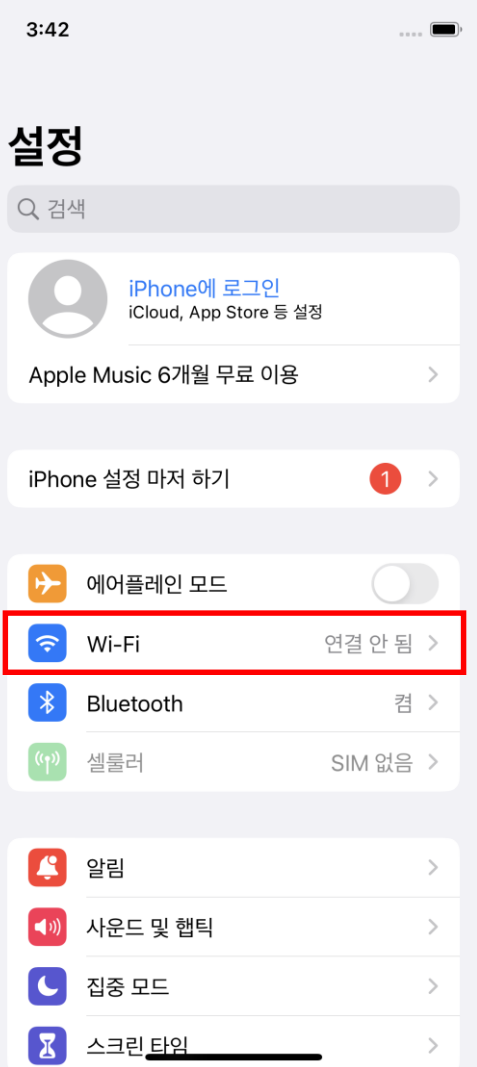 3:42
설정
검색
iPhone에 로그인
iCloud, App Store 등 설정
Apple Music 6개월 무료 이용
iPhone 설정 마저 하기 1
에어플레인 모드
Wi-Fi 연결 안 됨
Bluetooth 켬
셀룰러 SIM 없음
알림
사운드 및 햅틱
집중 모드
스크린 타임